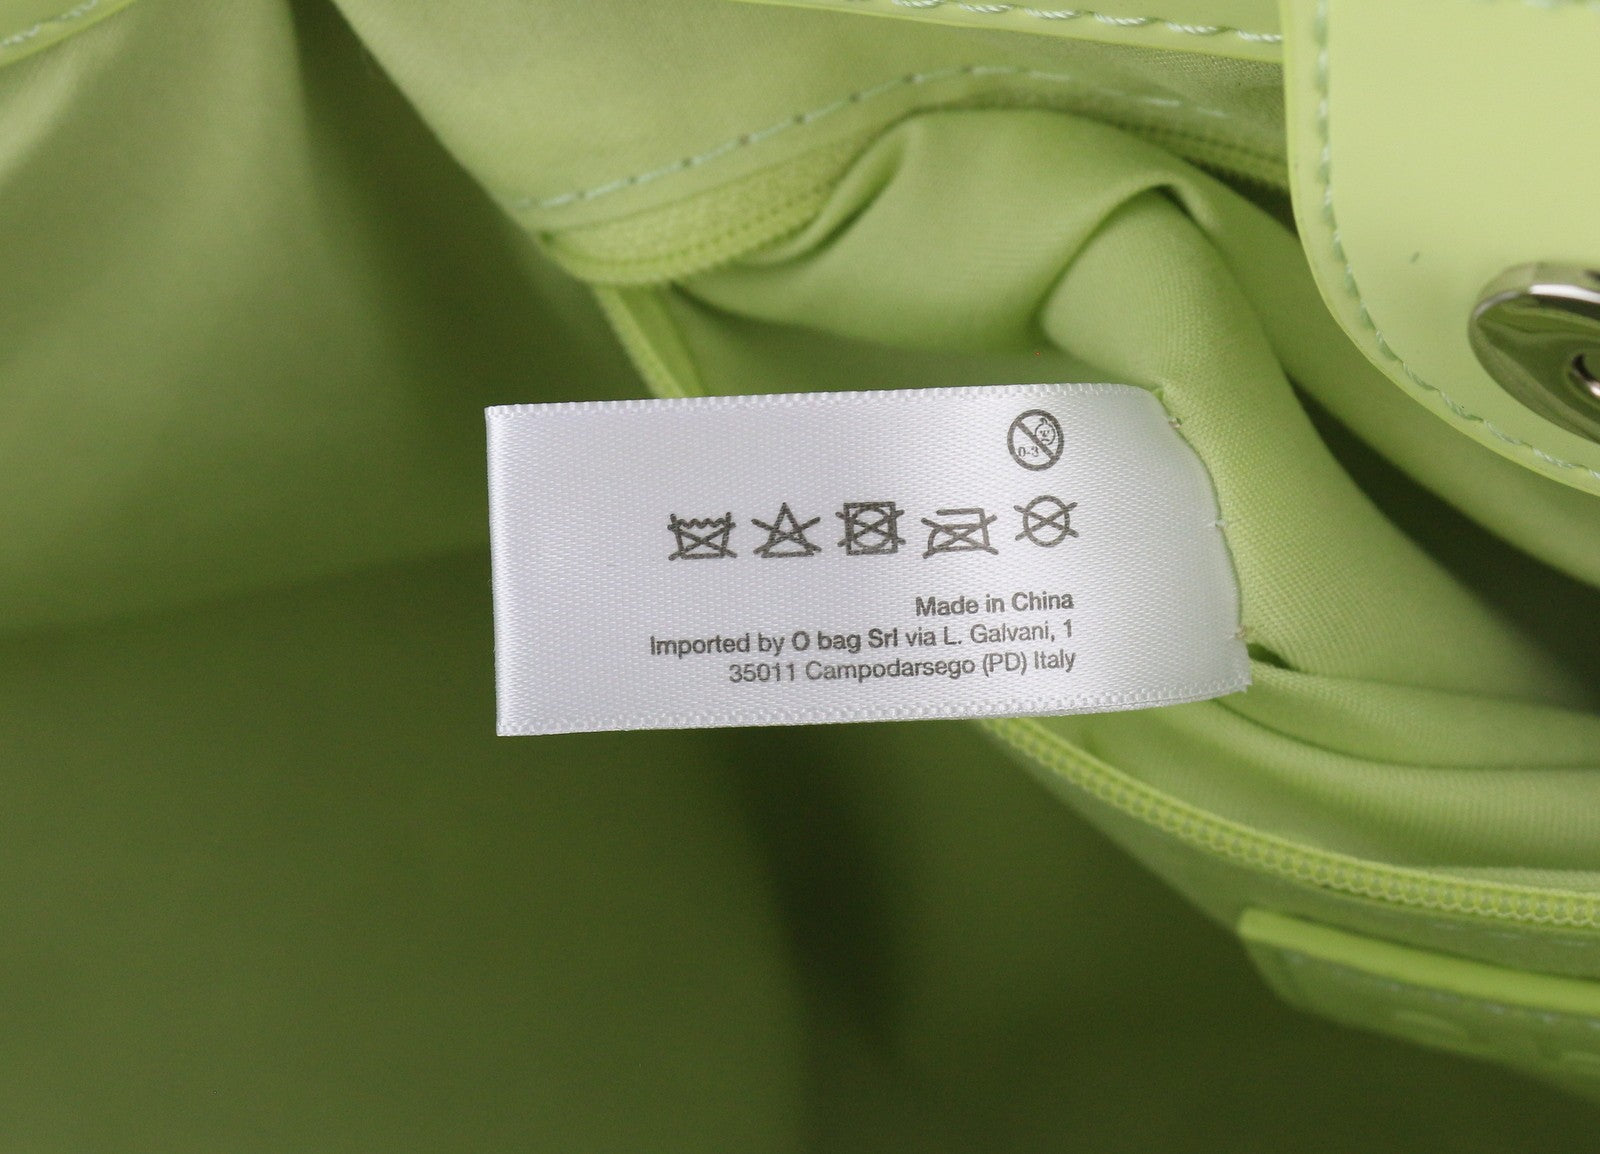 0-3
Made in China
Imported by O bag Srl via L. Galvani, 1
35011 Campodarsego (PD) Italy